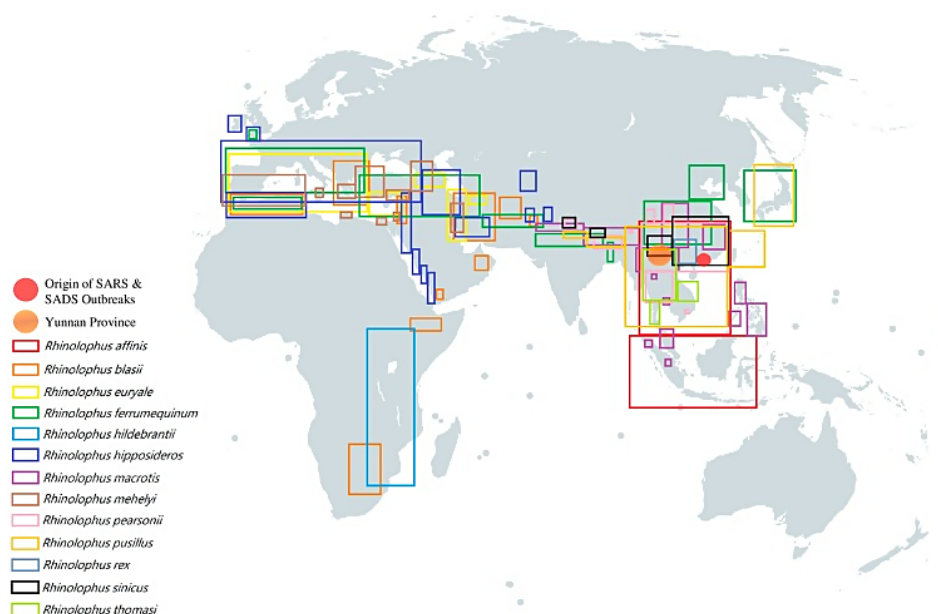 Origin of SARS &
SADS Outbreaks
Yunnan Province
Rhinolophus affinis
Rhinolophus blasii
Rhinolophus euryale
Rhinolophus ferrumequinum
Rhinolophus hildebrantii
Rhinolophus hipposideros
Rhinolophus macrotis
Rhinolophus mehelyi
Rhinolophus pearsonii
Rhinolophus pusillus
Rhinolophus rex
Rhinolophus sinicus
Rhinolophus thomasi